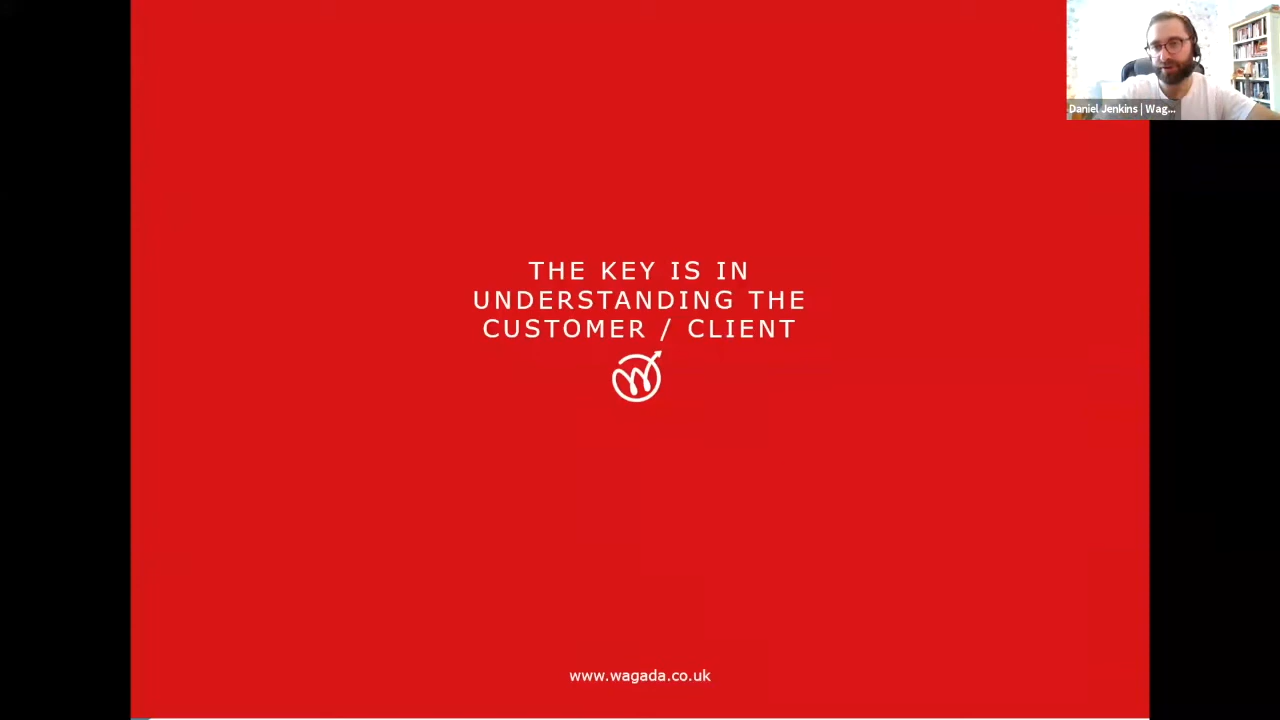 THE KEY IS IN
UNDERSTANDING THE
CUSTOMER / CLIENT
www.wagada.co.uk
Daniel Jenkins | Wag...